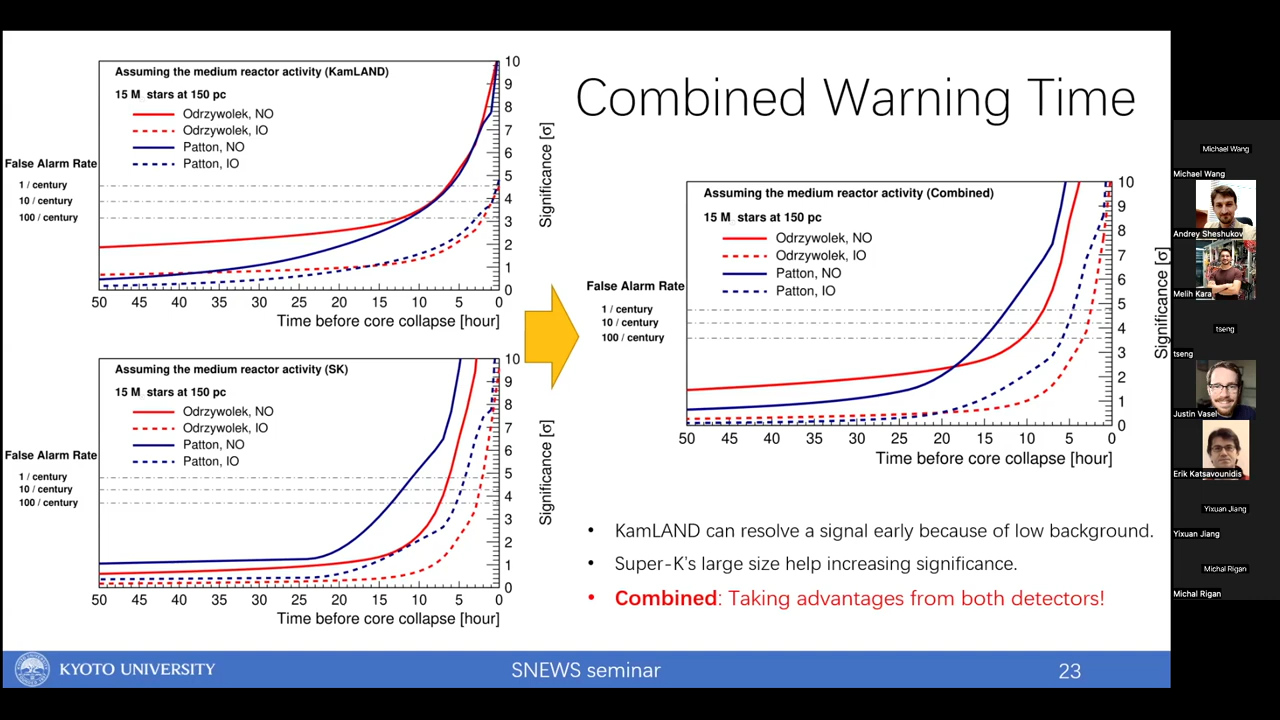 Combined Warning Time
Assuming the medium reactor activity (KamLAND)
15 M stars at 150 pc
Odrzywolek, NO
Odrzywolek, IO
Patton, NO
Patton, IO
False Alarm Rate
1 / century
10 / century
100 / century
10
9
8
7
6
5
4
3
2
1
0
Significance [σ]
50 45 40 35 30 25 20 15 10 5 0
Time before core collapse [hour]
Assuming the medium reactor activity (SK)
15 M stars at 150 pc
Odrzywolek, NO
Odrzywolek, IO
Patton, NO
Patton, IO
False Alarm Rate
1 / century
10 / century
100 / century
10
9
8
7
6
5
4
3
2
1
0
Significance [σ]
50 45 40 35 30 25 20 15 10 5 0
Time before core collapse [hour]
Assuming the medium reactor activity (Combined)
15 M stars at 150 pc
Odrzywolek, NO
Odrzywolek, IO
Patton, NO
Patton, IO
False Alarm Rate
1 / century
10 / century
100 / century
10
9
8
7
6
5
4
3
2
1
0
Significance [σ]
50 45 40 35 30 25 20 15 10 5 0
Time before core collapse [hour]
• KamLAND can resolve a signal early because of low background.
• Super-K's large size help increasing significance.
• Combined: Taking advantages from both detectors!
KYOTO UNIVERSITY
SNEWS seminar
23
Michael Wang
Michael Wang
Andrey Sheshukov
Melih Kara
tseng
tseng
Justin Vasel
Erik Katsavounidis
Yixuan Jiang
Yixuan Jiang
Michal Rigan
Michal Rigan